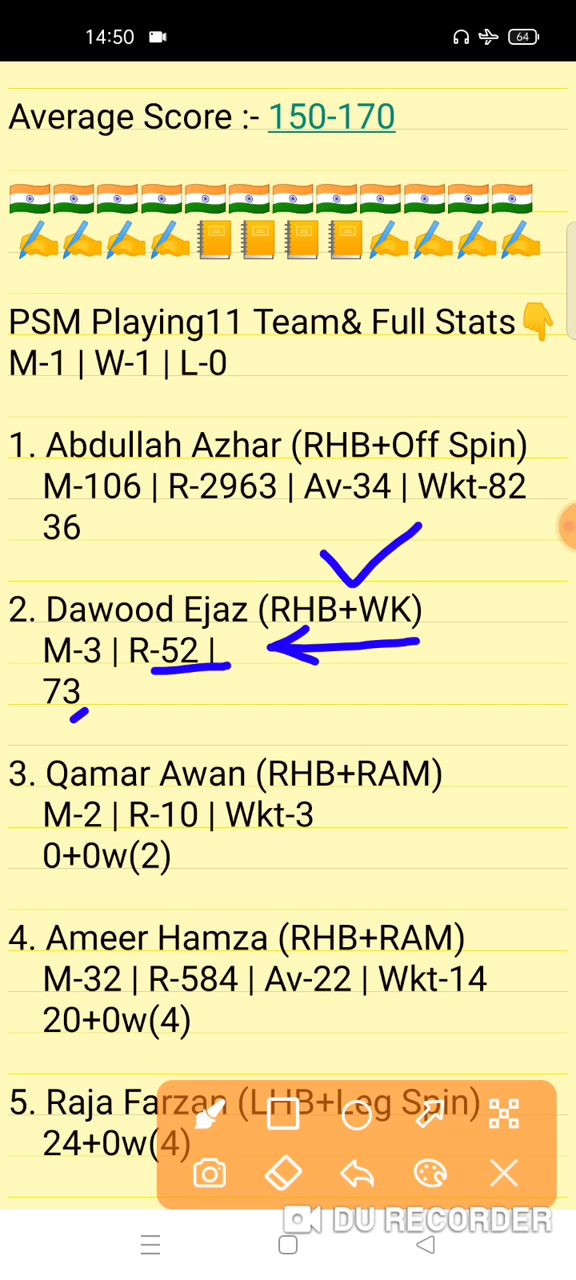 14:50
64
Average Score :- 150-170
PSM Playing11 Team& Full Stats👇
M-1 | W-1 | L-0
1. Abdullah Azhar (RHB+Off Spin)
M-106 | R-2963 | Av-34 | Wkt-82
36
2. Dawood Ejaz (RHB+WK)
M-3 | R-52 |
73
3. Qamar Awan (RHB+RAM)
M-2 | R-10 | Wkt-3
0+0w(2)
4. Ameer Hamza (RHB+RAM)
M-32 | R-584 | Av-22 | Wkt-14
20+0w(4)
5. Raja Farzan (LHB+Leg Spin)
24+0w(4)
DU RECORDER